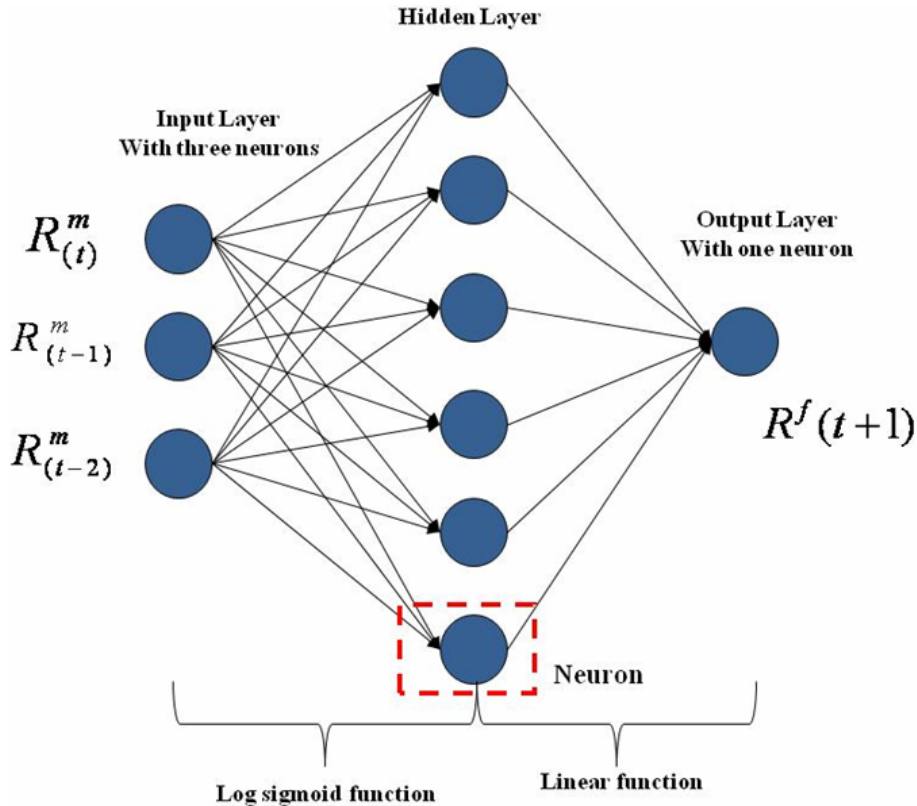 Hidden Layer
Input Layer
With three neurons
R^m_(t)
R^m_(t-1)
R^m_(t-2)
Output Layer
With one neuron
R^f(t+1)
Neuron
Log sigmoid function
Linear function